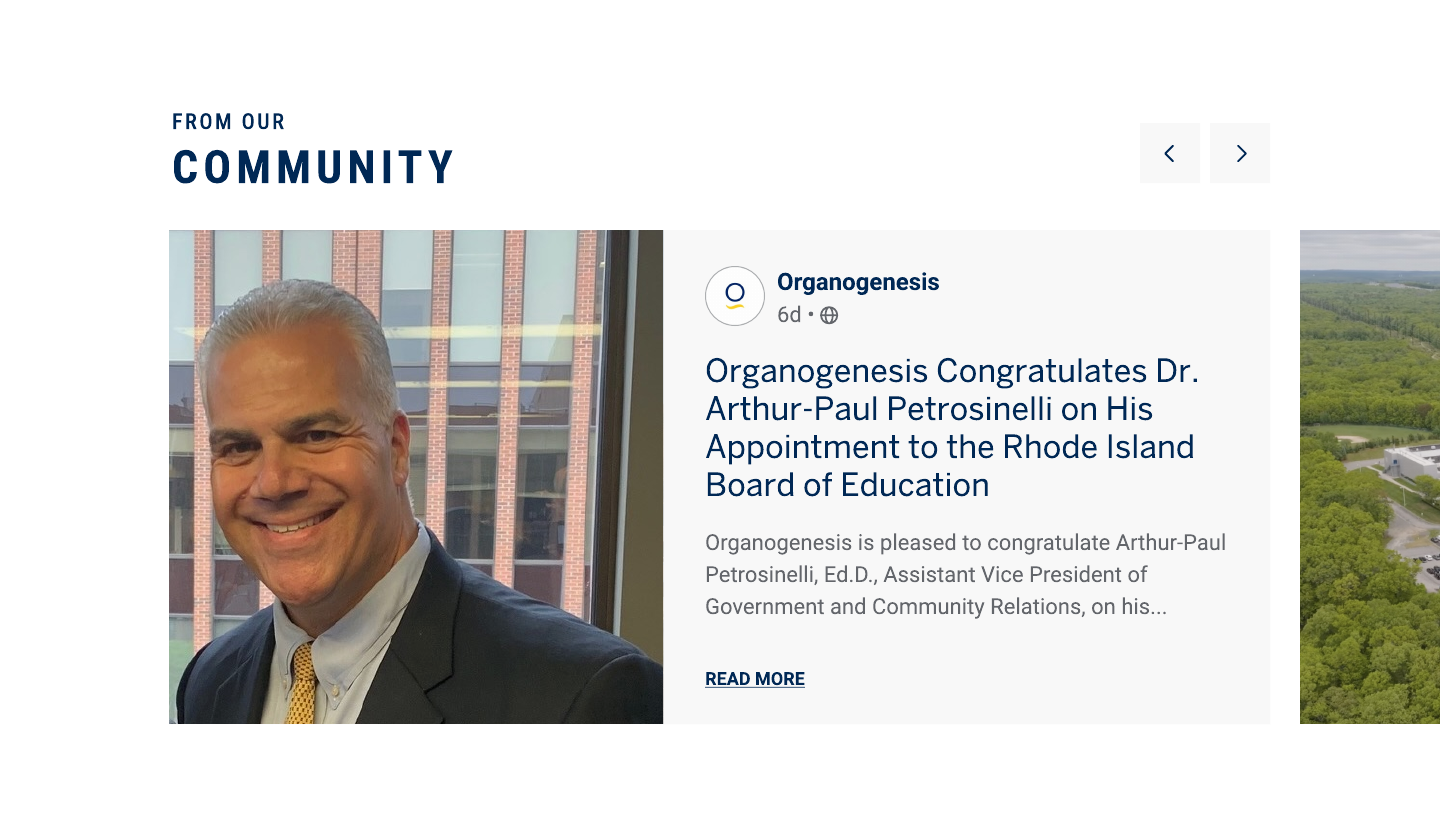 FROM OUR
COMMUNITY
Organogenesis
6d •
Organogenesis Congratulates Dr.
Arthur-Paul Petrosinelli on His
Appointment to the Rhode Island
Board of Education
Organogenesis is pleased to congratulate Arthur-Paul
Petrosinelli, Ed.D., Assistant Vice President of
Government and Community Relations, on his...
READ MORE